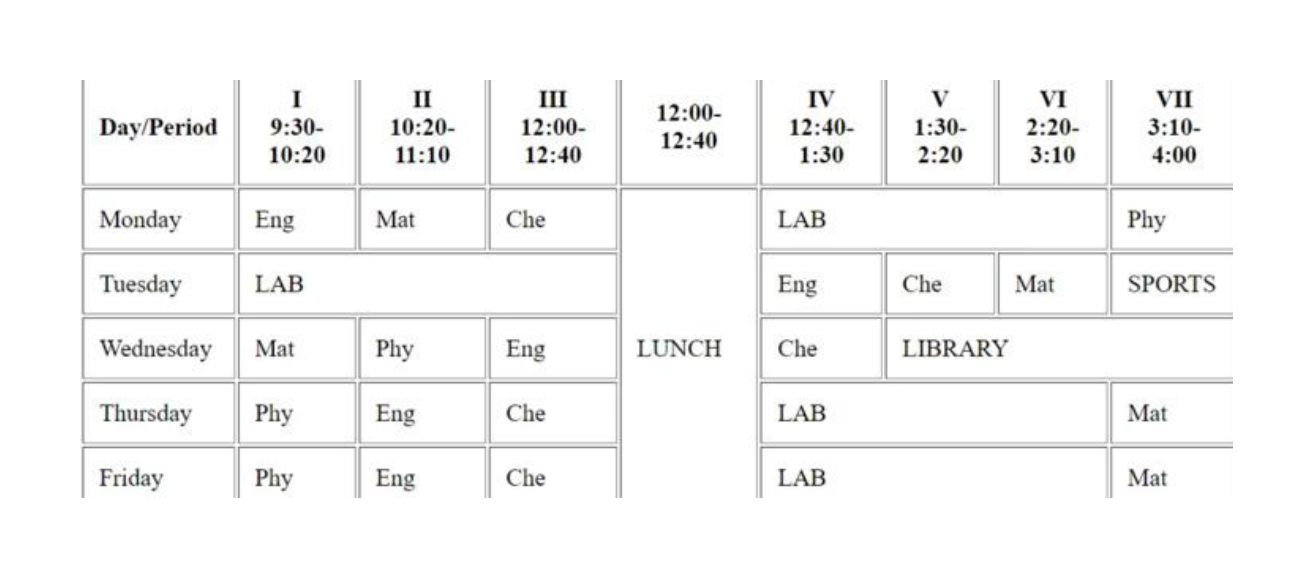 Day/Period I II III 12:00- IV V VI VII
9:30- 10:20- 12:00- 12:40 12:40- 1:30- 2:20- 3:10-
10:20 11:10 12:40 1:30 2:20 3:10 4:00
Monday Eng Mat Che LAB Phy
Tuesday LAB Eng Che Mat SPORTS
Wednesday Mat Phy Eng LUNCH Che LIBRARY
Thursday Phy Eng Che LAB Mat
Friday Phy Eng Che LAB Mat